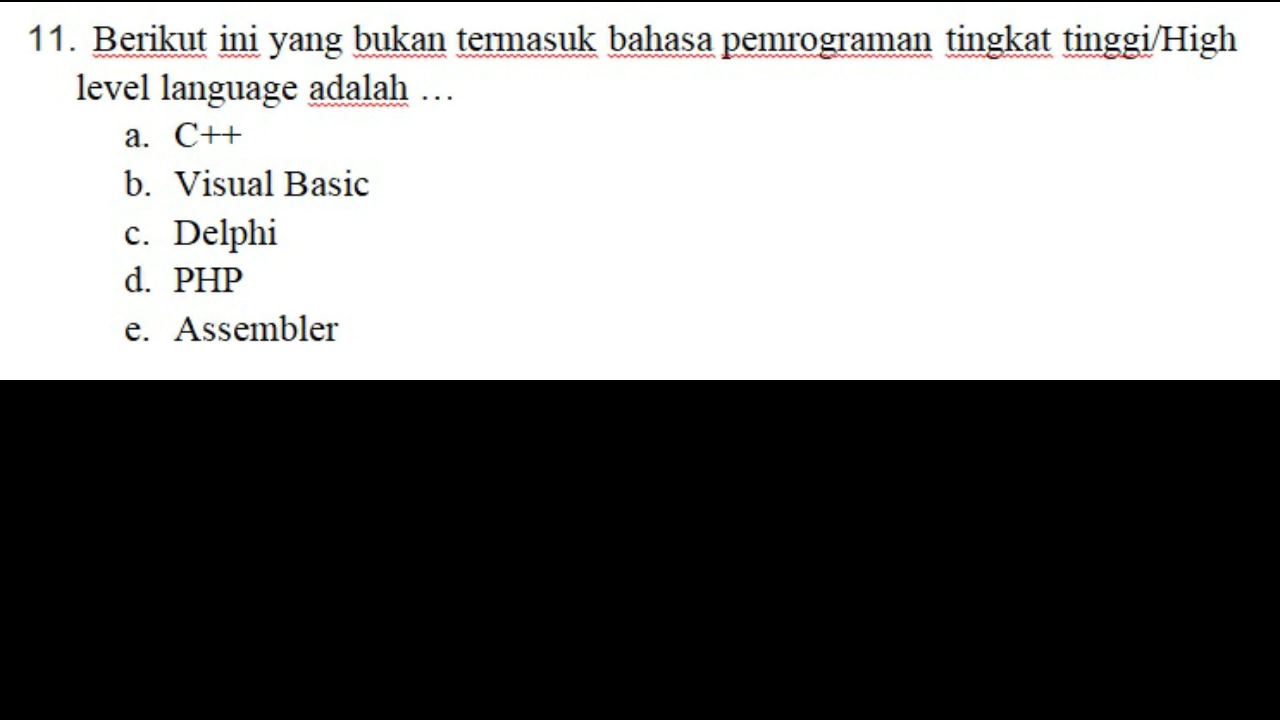 11. Berikut ini yang bukan termasuk bahasa pemrograman tingkat tinggi/High
level language adalah …
a. C++
b. Visual Basic
c. Delphi
d. PHP
e. Assembler